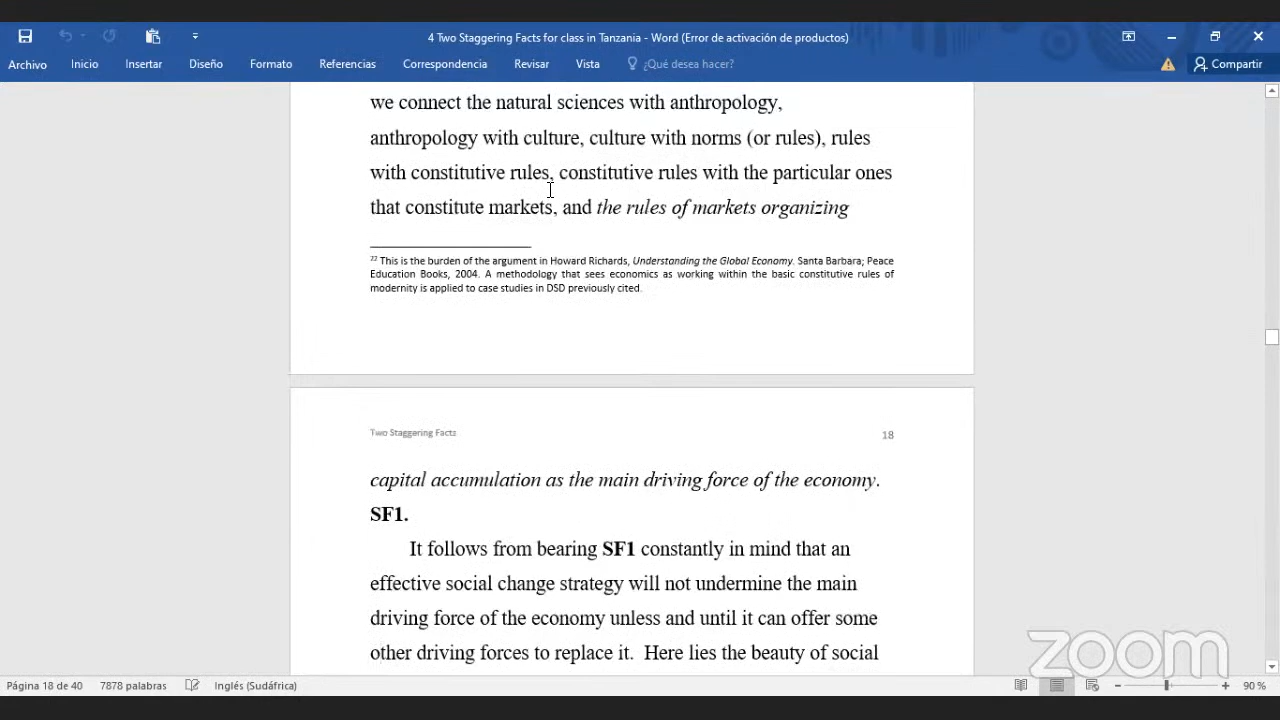 4 Two Staggering Facts for class in Tanzania - Word (Error de activación de productos)
Archivo Inicio Insertar Diseño Formato Referencias Correspondencia Revisar Vista ¿Qué desea hacer? Compartir
we connect the natural sciences with anthropology,
anthropology with culture, culture with norms (or rules), rules
with constitutive rules, constitutive rules with the particular ones
that constitute markets, and the rules of markets organizing
72 This is the burden of the argument in Howard Richards, Understanding the Global Economy. Santa Barbara; Peace
Education Books, 2004. A methodology that sees economics as working within the basic constitutive rules of
modernity is applied to case studies in DSD previously cited.
Two Staggering Facts 18
capital accumulation as the main driving force of the economy.
SF1.
It follows from bearing SF1 constantly in mind that an
effective social change strategy will not undermine the main
driving force of the economy unless and until it can offer some
other driving forces to replace it. Here lies the beauty of social
zoom
Página 18 de 40 7878 palabras Inglés (Sudáfrica) 90 %